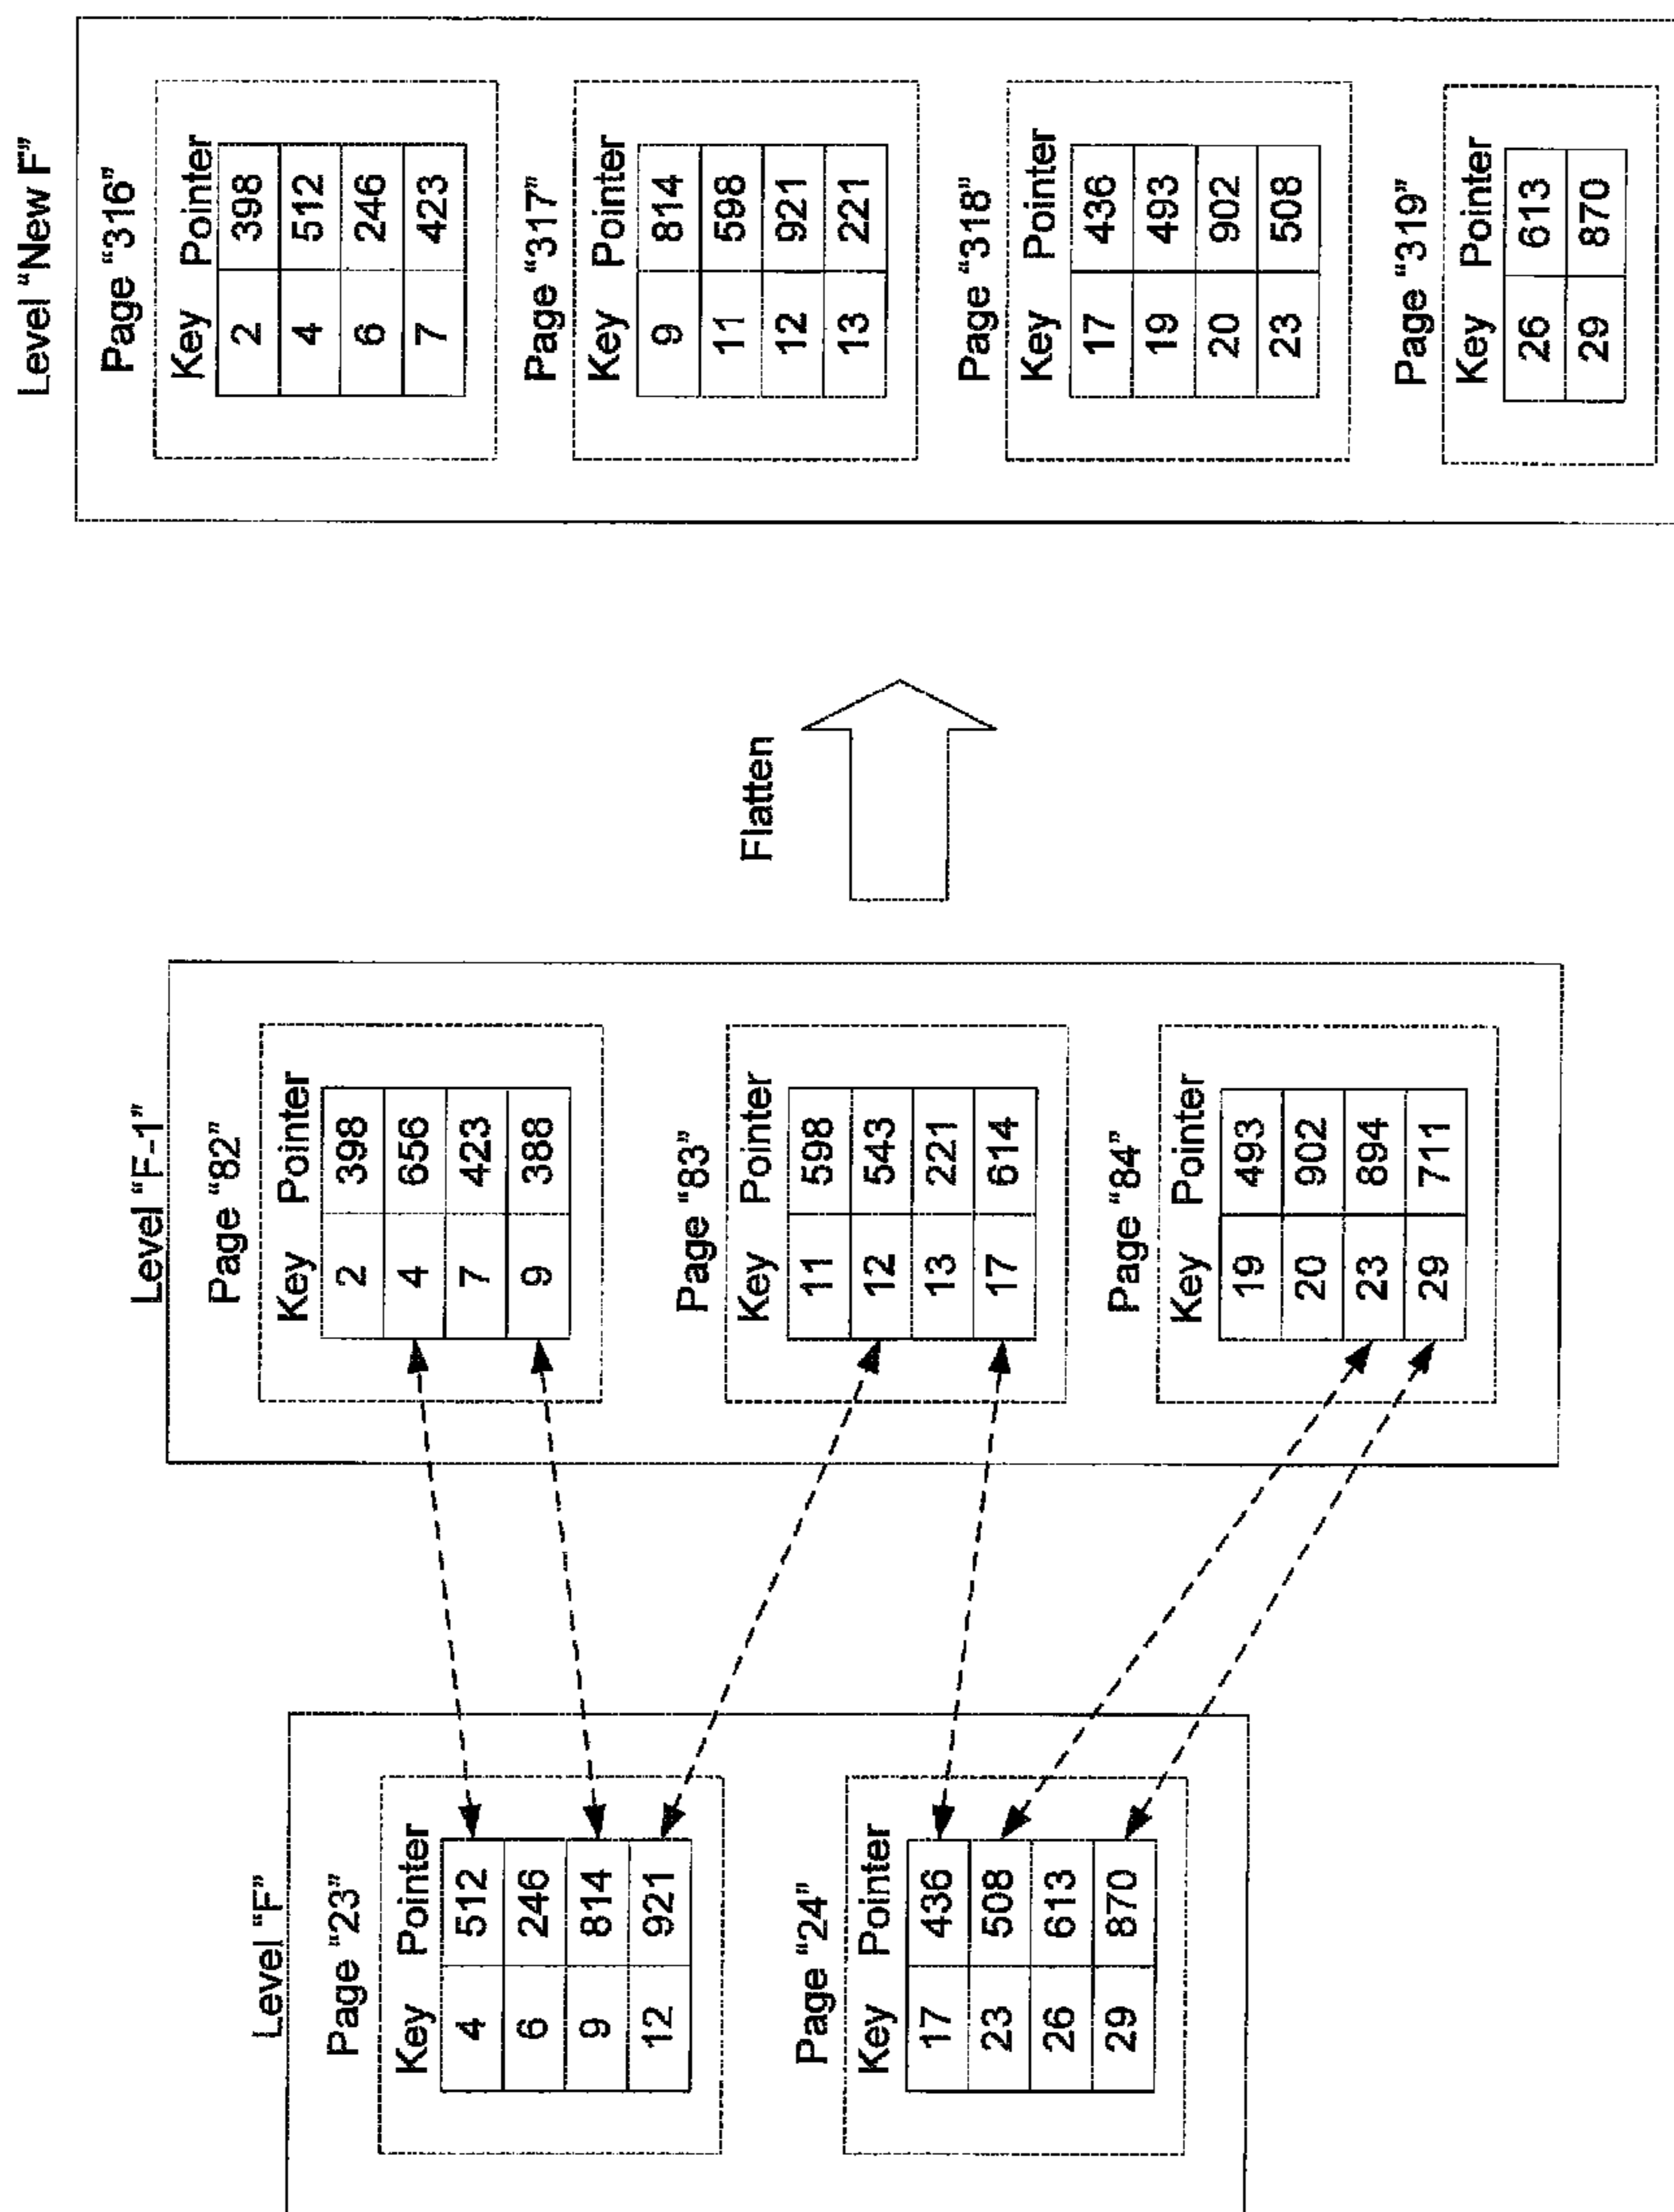 Level “F”
Page “23”
Key Pointer
4 512
6 246
9 814
12 921
Page “24”
Key Pointer
17 436
23 508
26 613
29 870
Level “F-1”
Page “82”
Key Pointer
2 398
4 656
7 423
9 388
Page “83”
Key Pointer
11 598
12 543
13 221
17 614
Page “84”
Key Pointer
19 493
20 902
23 894
29 711
Flatten
Level “New F”
Page “316”
Key Pointer
2 398
4 512
6 246
7 423
Page “317”
Key Pointer
9 814
11 598
12 921
13 221
Page “318”
Key Pointer
17 436
19 493
20 902
23 508
Page “319”
Key Pointer
26 613
29 870